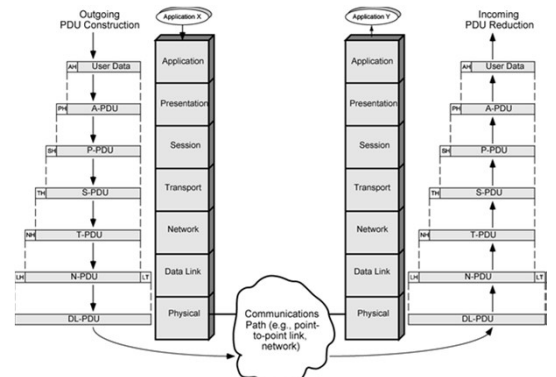 Outgoing
PDU Construction
Application X
Application Y
Incoming
PDU Reduction
AH User Data
Application
Application
AH User Data
PH A-PDU
Presentation
Presentation
PH A-PDU
SH P-PDU
Session
Session
SH P-PDU
TH S-PDU
Transport
Transport
TH S-PDU
NH T-PDU
Network
Network
NH T-PDU
LH N-PDU LT
Data Link
Data Link
LH N-PDU LT
DL-PDU
Physical
Communications
Path (e.g., point-
to-point link,
network)
Physical
DL-PDU